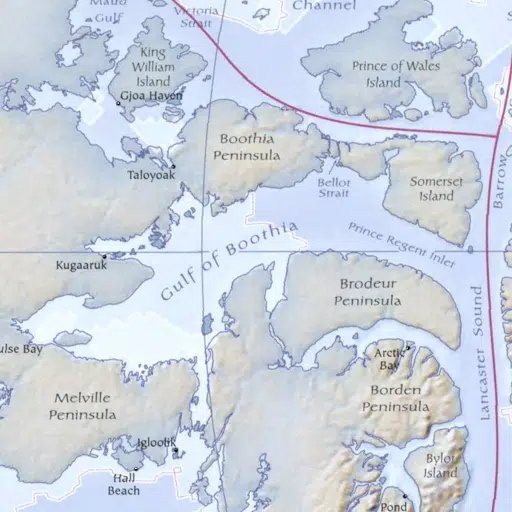 Maud
Gulf
Victoria
Strait
Channel
King
William
Island
Gjoa Haven
Prince of Wales
Island
Boothia
Peninsula
Taloyoak
Bellot
Strait
Somerset
Island
Barrow
Gulf of Boothia
Prince Regent Inlet
Kugaaruk
Brodeur
Peninsula
Lancaster Sound
Arctic
Bay
Melville
Peninsula
Borden
Peninsula
Igloolik
Hall
Beach
Bylot
Island
Pond